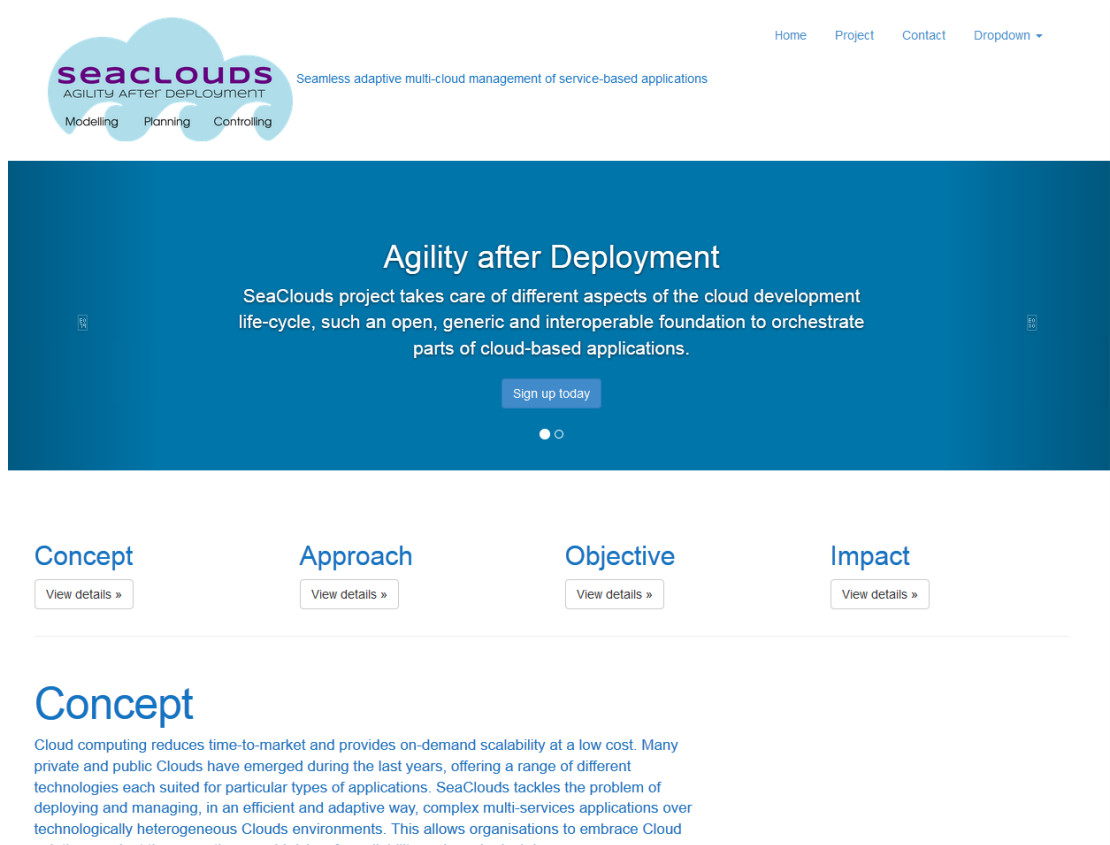 Home Project Contact Dropdown
seaclouds
AGILITY AFTER DEPLOYMENT
Modelling Planning Controlling
Seamless adaptive multi-cloud management of service-based applications
Agility after Deployment
SeaClouds project takes care of different aspects of the cloud development
life-cycle, such an open, generic and interoperable foundation to orchestrate
parts of cloud-based applications.
Sign up today
Concept Approach Objective Impact
View details » View details » View details » View details »
Concept
Cloud computing reduces time-to-market and provides on-demand scalability at a low cost. Many
private and public Clouds have emerged during the last years, offering a range of different
technologies each suited for particular types of applications. SeaClouds tackles the problem of
deploying and managing, in an efficient and adaptive way, complex multi-services applications over
technologically heterogeneous Clouds environments. This allows organisations to embrace Cloud